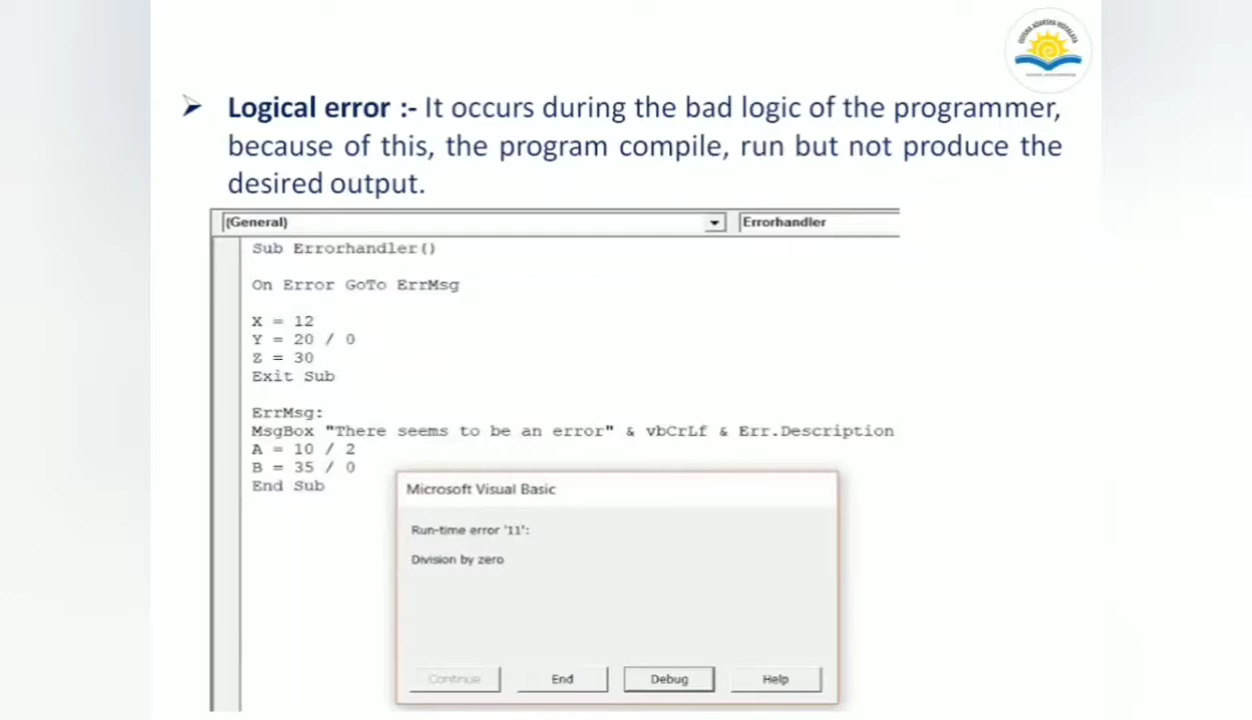 Logical error :- It occurs during the bad logic of the programmer,
because of this, the program compile, run but not produce the
desired output.
(General)
Errorhandler
Sub Errorhandler()
On Error GoTo ErrMsg
X = 12
Y = 20 / 0
Z = 30
Exit Sub
ErrMsg:
MsgBox "There seems to be an error" & vbCrLf & Err.Description
A = 10 / 2
B = 35 / 0
End Sub
Microsoft Visual Basic
Run-time error '11':
Division by zero
Continue
End
Debug
Help